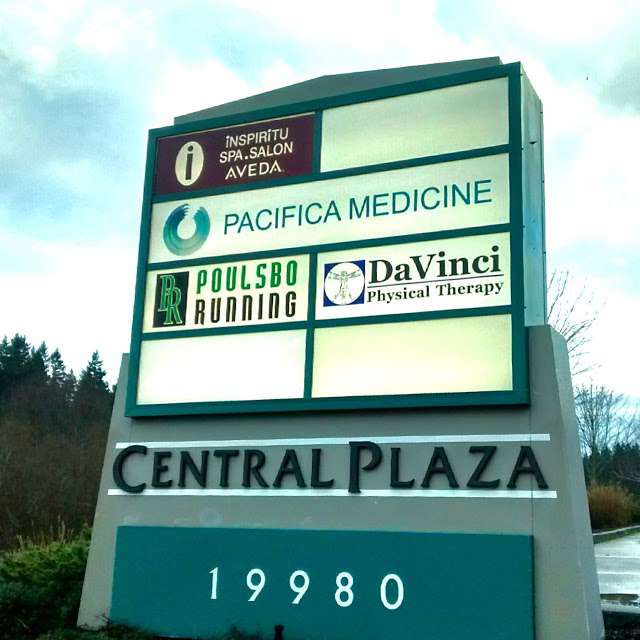 i
iNSPIRiTU
SPA.SALON
AVEDA
PACIFICA MEDICINE
PR
POULSBO
RUNNING
DaVinci
Physical Therapy
CENTRAL PLAZA
19980